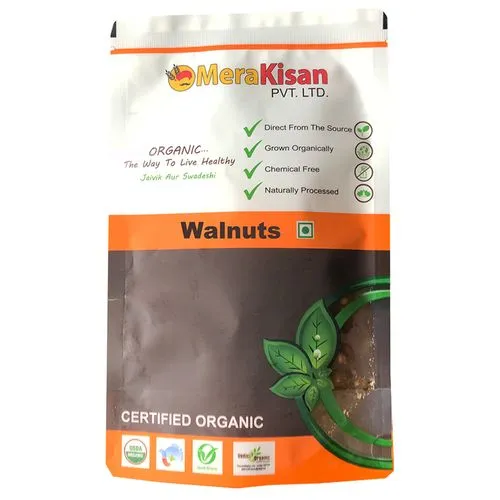 MeraKisan
PVT. LTD.
Direct From The Source
ORGANIC...
Grown Organically
The Way To Live Healthy
Chemical Free
Jaivik Aur Swadeshi
Naturally Processed
Walnuts
CERTIFIED ORGANIC
USDA
ORGANIC